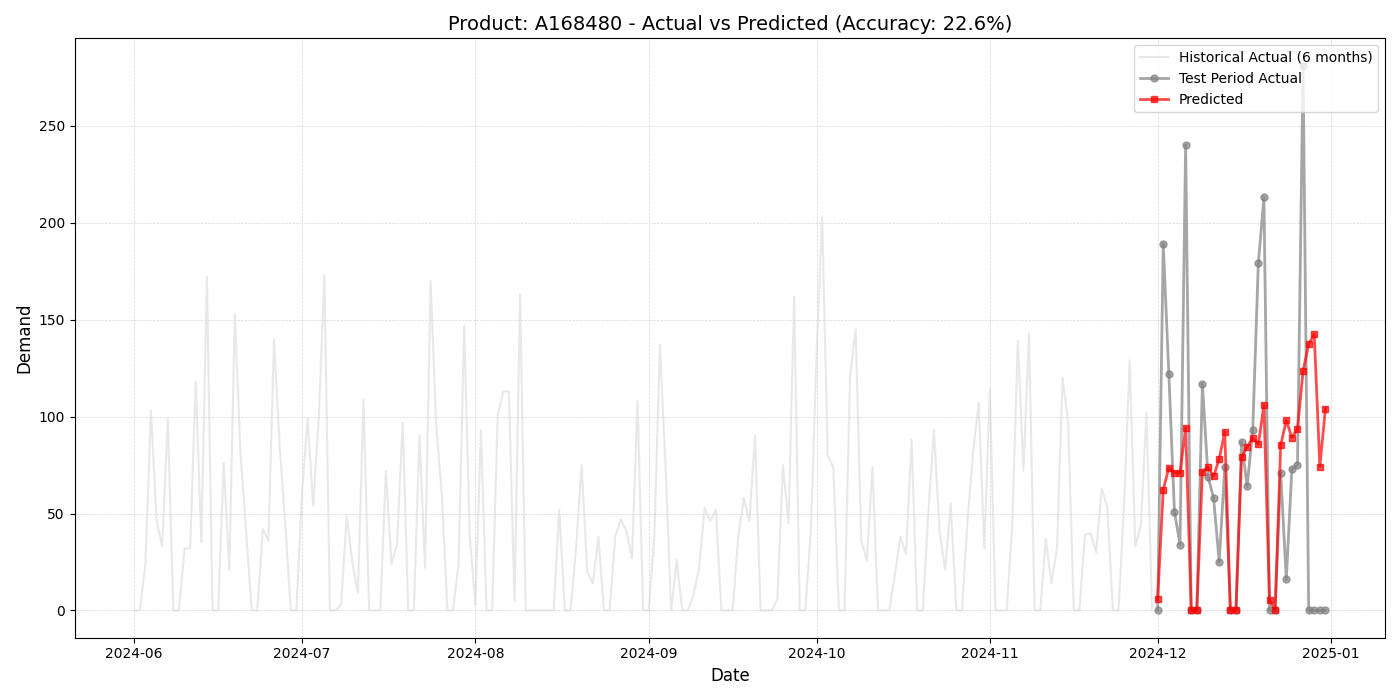 Product: A168480 - Actual vs Predicted (Accuracy: 22.6%)
Historical Actual (6 months)
Test Period Actual
Predicted
Demand
250
200
150
100
50
0
2024-06
2024-07
2024-08
2024-09
2024-10
2024-11
2024-12
2025-01
Date